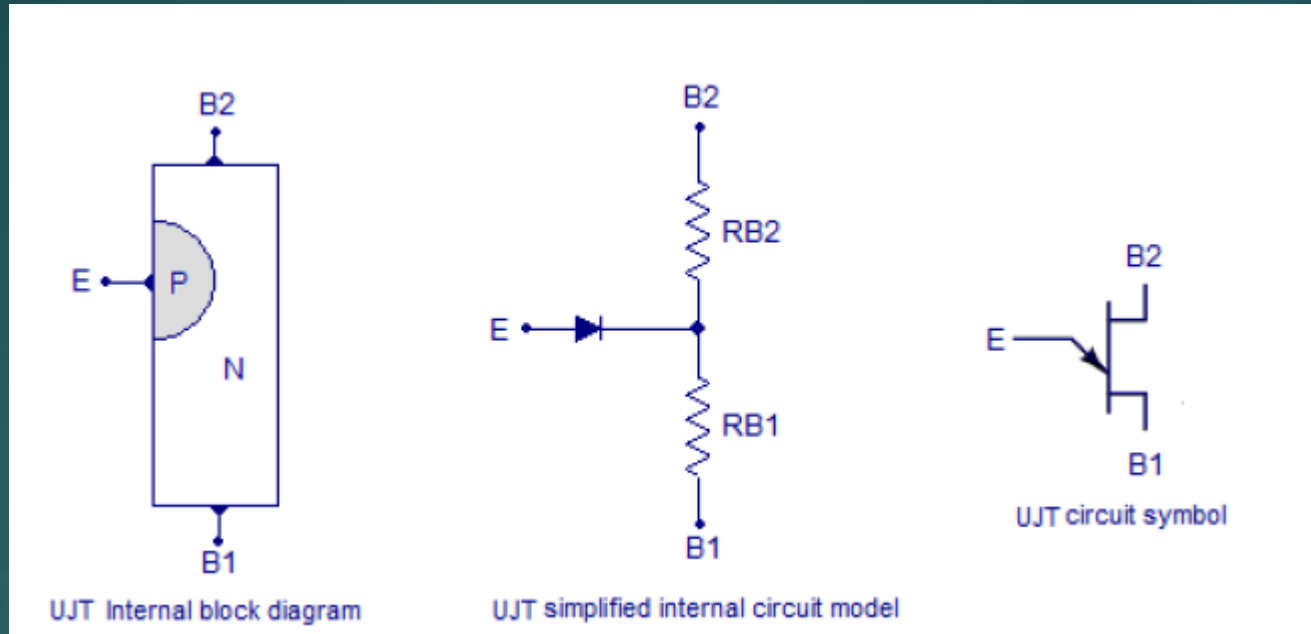 B2
E
P
N
B1
UJT Internal block diagram
B2
RB2
E
RB1
B1
UJT simplified internal circuit model
B2
E
B1
UJT circuit symbol